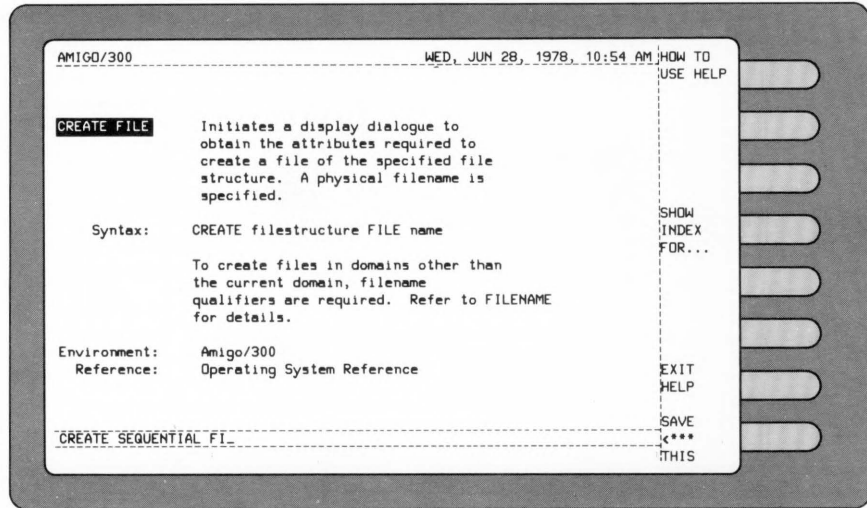 AMIGO/300 WED, JUN 28, 1978, 10:54 AM
HOW TO
USE HELP
CREATE FILE Initiates a display dialogue to
obtain the attributes required to
create a file of the specified file
structure. A physical filename is
specified.
Syntax: CREATE filestructure FILE name
To create files in domains other than
the current domain, filename
qualifiers are required. Refer to FILENAME
for details.
Environment: Amigo/300
Reference: Operating System Reference
SHOW
INDEX
FOR...
EXIT
HELP
SAVE
<***
THIS
CREATE SEQUENTIAL FI_